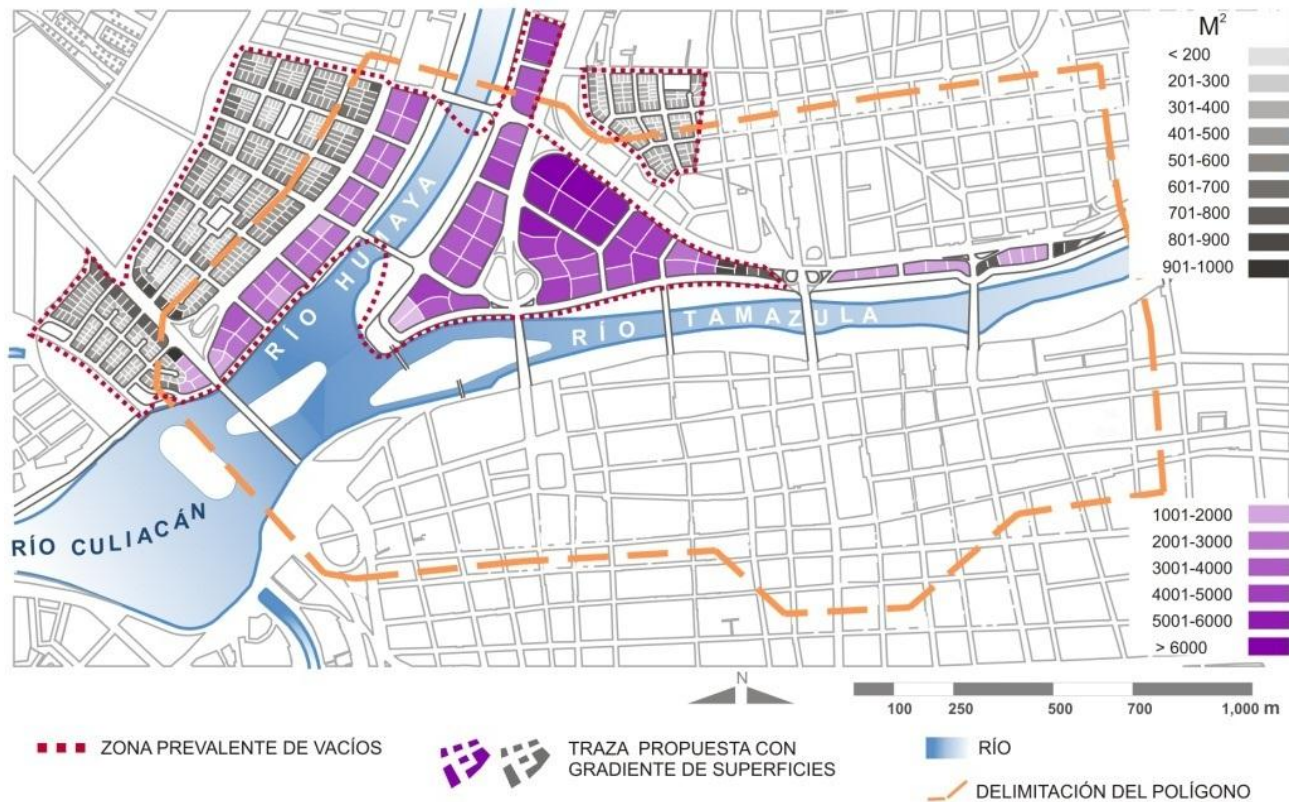 M²
< 200
201-300
301-400
401-500
501-600
601-700
701-800
801-900
901-1000
RÍO HUMAYA
RÍO TAMAZULA
RÍO CULIACÁN
1001-2000
2001-3000
3001-4000
4001-5000
5001-6000
> 6000
N
100 250 500 700 1,000 m
ZONA PREVALENTE DE VACÍOS
TRAZA PROPUESTA CON
GRADIENTE DE SUPERFICIES
RÍO
DELIMITACIÓN DEL POLÍGONO